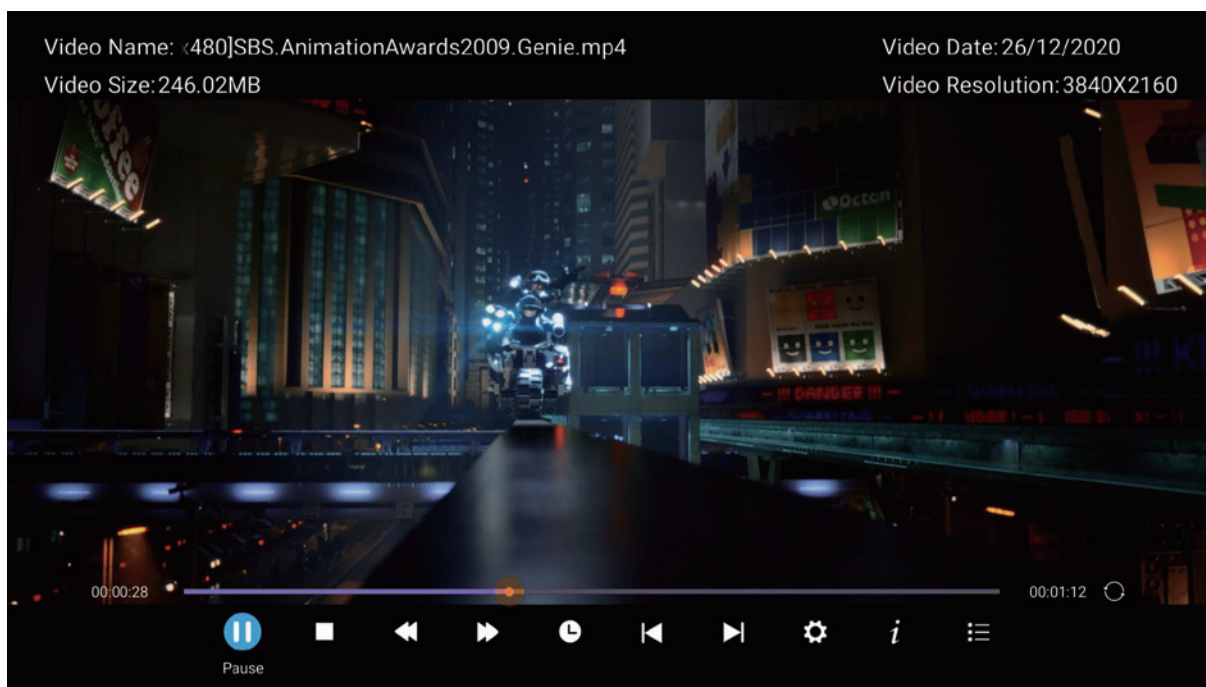 Video Name: x480]SBS.AnimationAwards2009.Genie.mp4
Video Date: 26/12/2020
Video Size: 246.02MB
Video Resolution: 3840X2160
Octan
!!! DANGER !!!
00:00:28
00:01:12
Pause